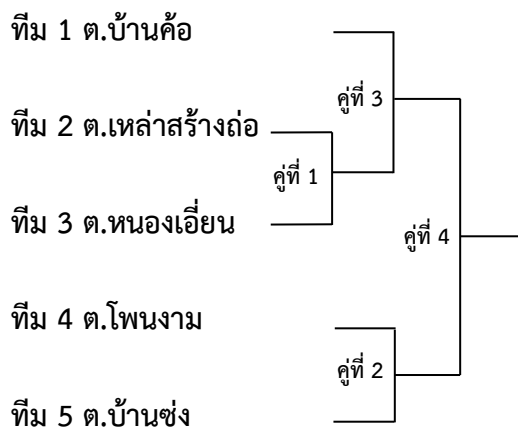 ทีม 1 ต.บ้านค้อ
คู่ที่ 3
ทีม 2 ต.เหล่าสร้างถ่อ
คู่ที่ 1
ทีม 3 ต.หนองเอี่ยน
คู่ที่ 4
ทีม 4 ต.โพนงาม
คู่ที่ 2
ทีม 5 ต.บ้านซ่ง